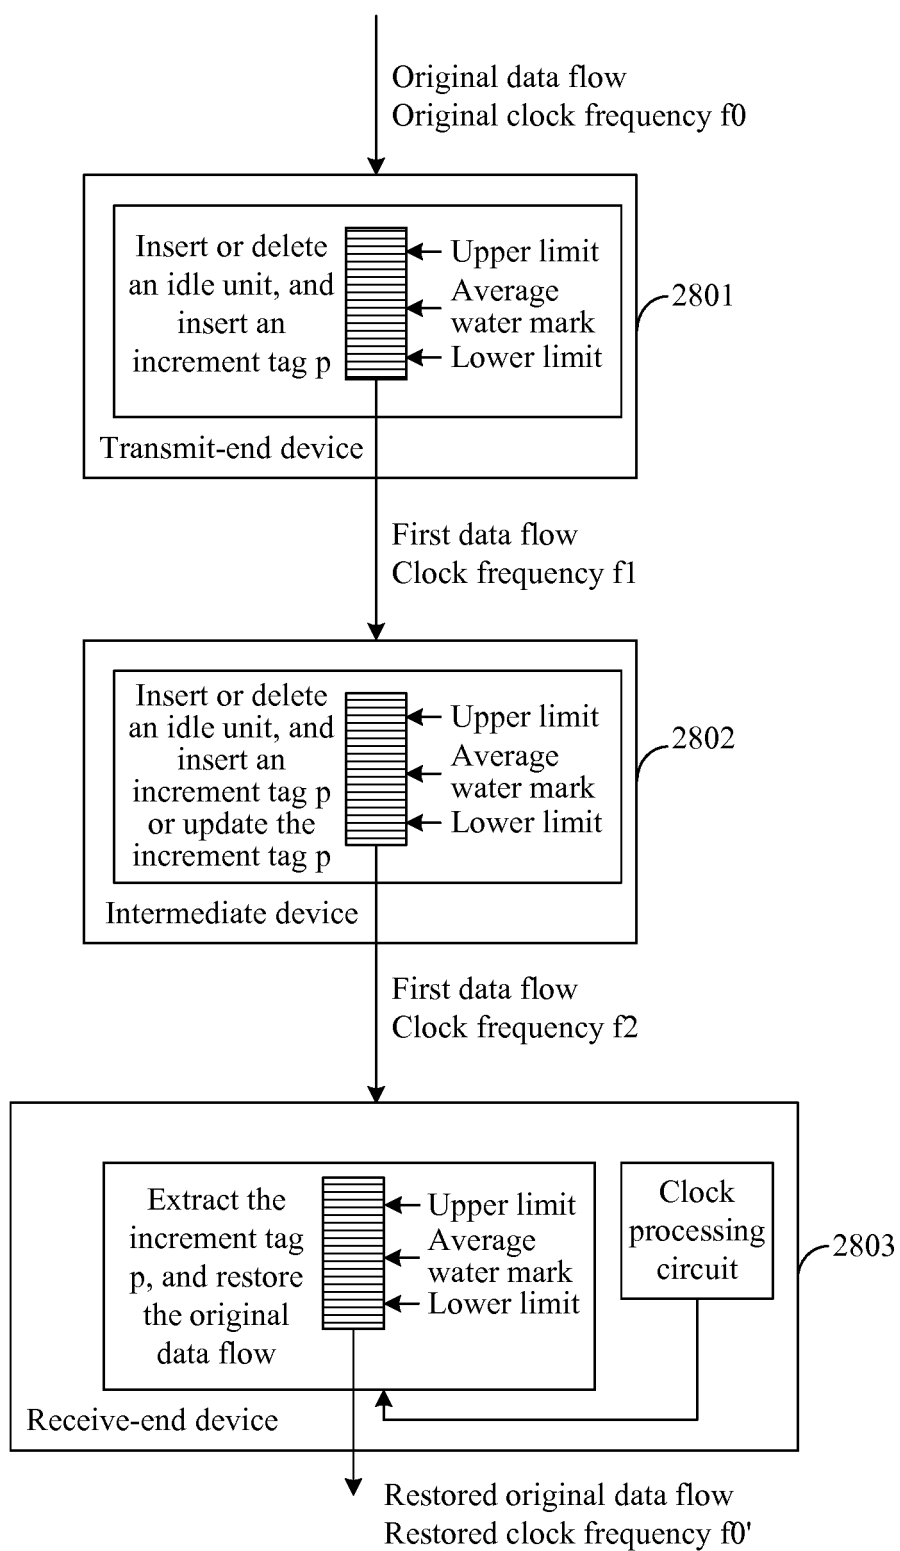 Original data flow
Original clock frequency f0
Insert or delete
an idle unit, and
insert an
increment tag p
Upper limit
Average
water mark
Lower limit
2801
Transmit-end device
First data flow
Clock frequency f1
Insert or delete
an idle unit, and
insert an
increment tag p
or update the
increment tag p
Upper limit
Average
water mark
Lower limit
2802
Intermediate device
First data flow
Clock frequency f2
Extract the
increment tag
p, and restore
the original
data flow
Upper limit
Average
water mark
Lower limit
Clock
processing
circuit
2803
Receive-end device
Restored original data flow
Restored clock frequency f0'